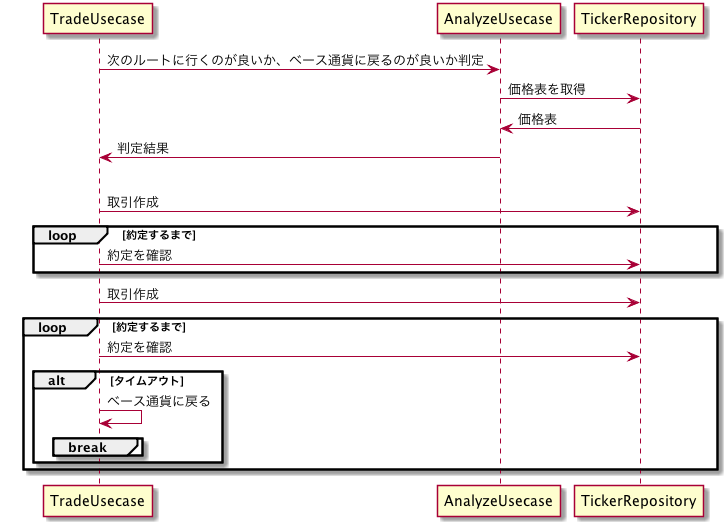 TradeUsecase
AnalyzeUsecase
TickerRepository
次のルートに行くのが良いか、ベース通貨に戻るのが良いか判定
価格表を取得
価格表
判定結果
取引作成
loop
[約定するまで]
約定を確認
取引作成
loop
[約定するまで]
約定を確認
alt
[タイムアウト]
ベース通貨に戻る
break
TradeUsecase
AnalyzeUsecase
TickerRepository